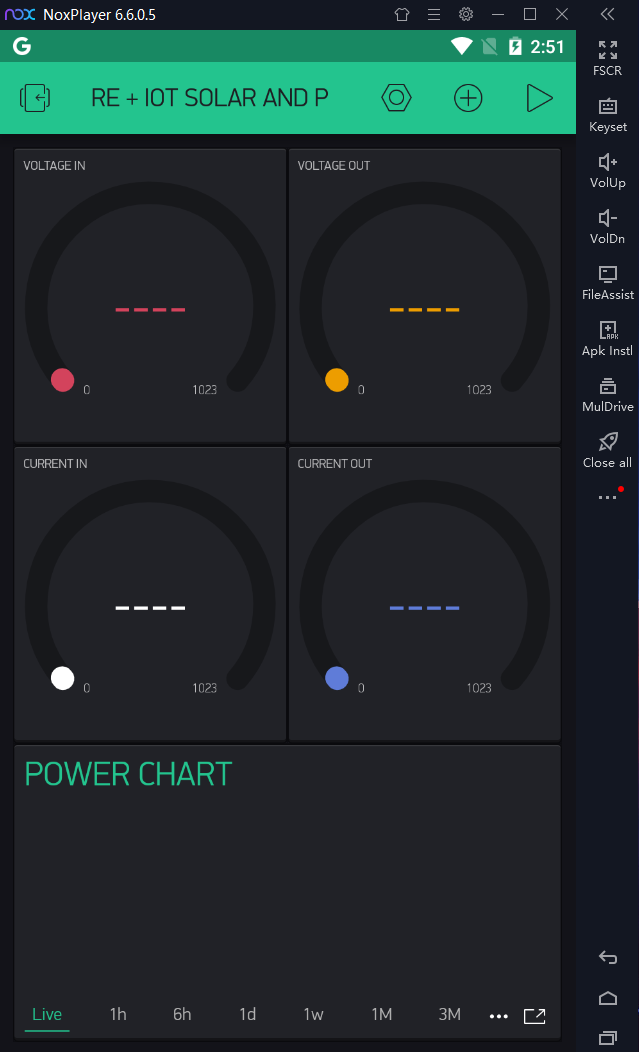 nox NoxPlayer 6.6.0.5
G 2:51
RE + IOT SOLAR AND P
FSCR
Keyset
VolUp
VolDn
FileAssist
APK
Apk Instl
MulDrive
Close all
VOLTAGE IN
----
0 1023
VOLTAGE OUT
----
0 1023
CURRENT IN
----
0 1023
CURRENT OUT
----
0 1023
POWER CHART
Live 1h 6h 1d 1w 1M 3M